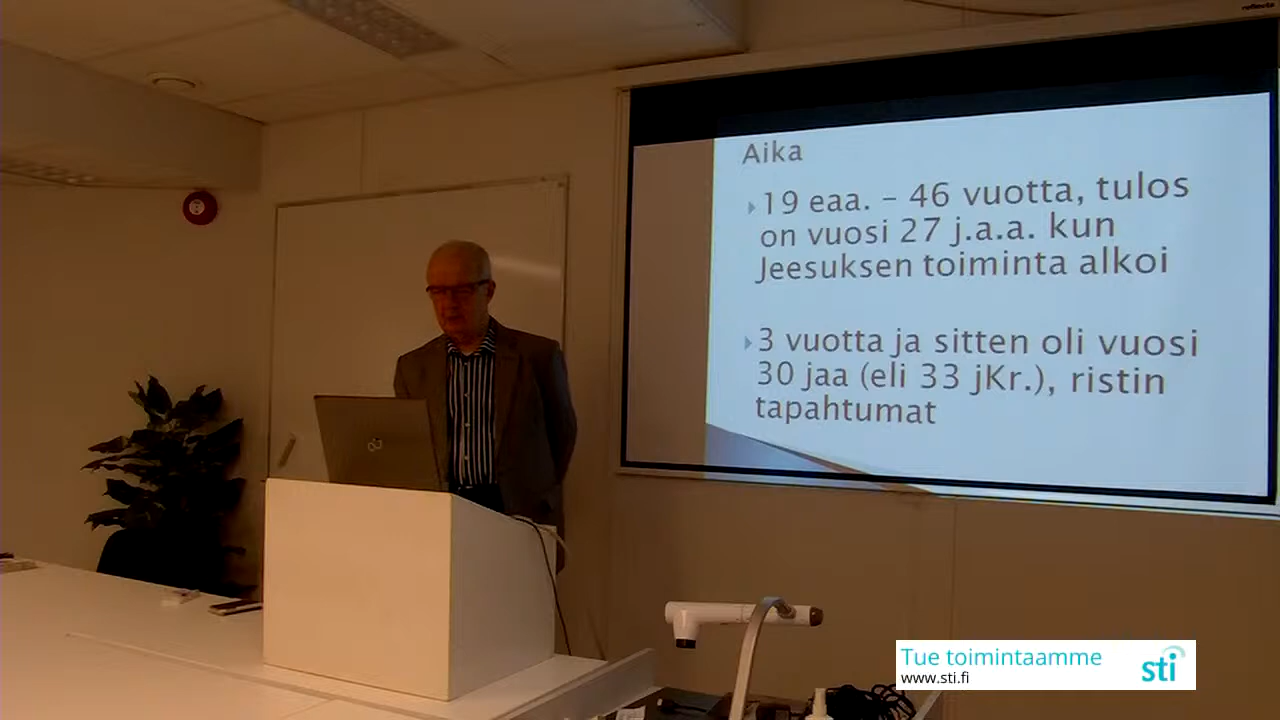 reflecta
Aika
19 eaa. – 46 vuotta, tulos
on vuosi 27 j.a.a. kun
Jeesuksen toiminta alkoi
3 vuotta ja sitten oli vuosi
30 jaa (eli 33 jKr.), ristin
tapahtumat
Tue toimintaamme
www.sti.fi
sti